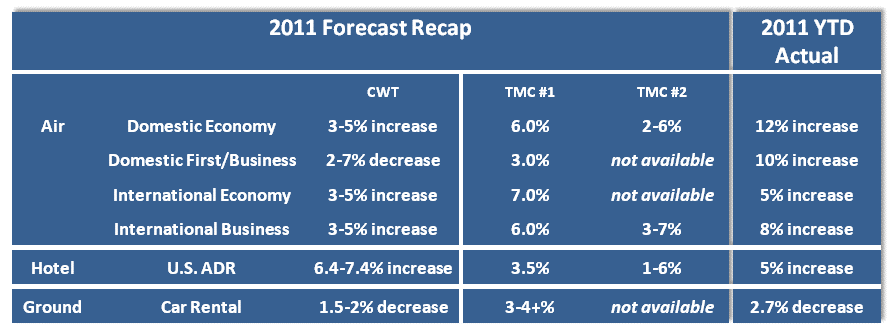 2011 Forecast Recap 2011 YTD
Actual
CWT TMC #1 TMC #2
Air Domestic Economy 3-5% increase 6.0% 2-6% 12% increase
Domestic First/Business 2-7% decrease 3.0% not available 10% increase
International Economy 3-5% increase 7.0% not available 5% increase
International Business 3-5% increase 6.0% 3-7% 8% increase
Hotel U.S. ADR 6.4-7.4% increase 3.5% 1-6% 5% increase
Ground Car Rental 1.5-2% decrease 3-4+% not available 2.7% decrease